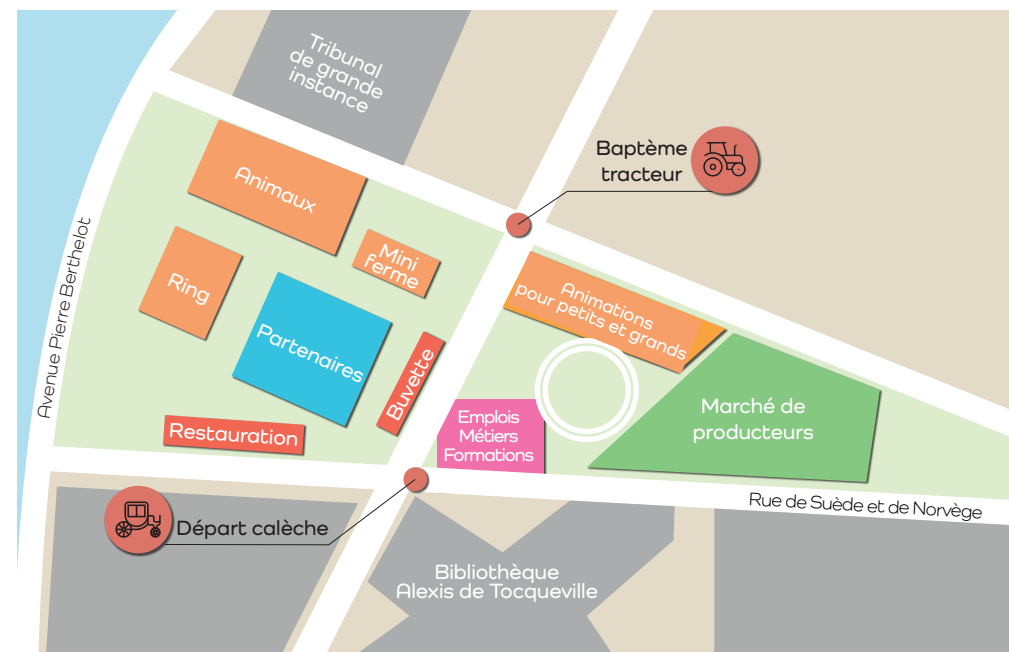 Tribunal
de grande
instance
Baptème
tracteur
Animaux
Mini
ferme
Ring
Partenaires
Buvette
Restauration
Animations
pour petits et grands
Marché de
producteurs
Emplois
Métiers
Formations
Avenue Pierre Berthelot
Rue de Suède et de Norvège
Départ calèche
Bibliothèque
Alexis de Tocqueville